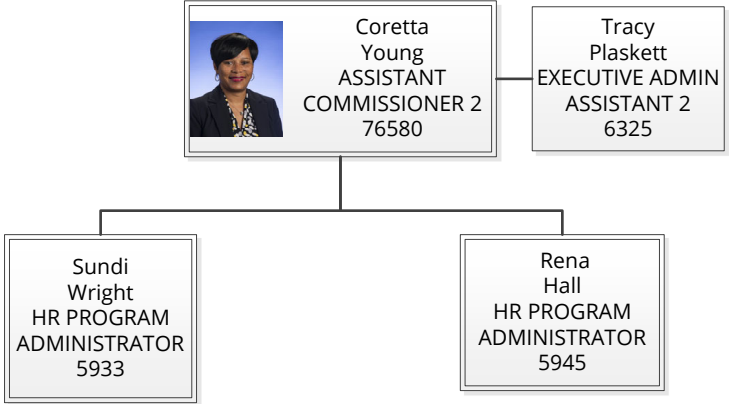 Coretta
Young
ASSISTANT
COMMISSIONER 2
76580
Tracy
Plaskett
EXECUTIVE ADMIN
ASSISTANT 2
6325
Sundi
Wright
HR PROGRAM
ADMINISTRATOR
5933
Rena
Hall
HR PROGRAM
ADMINISTRATOR
5945